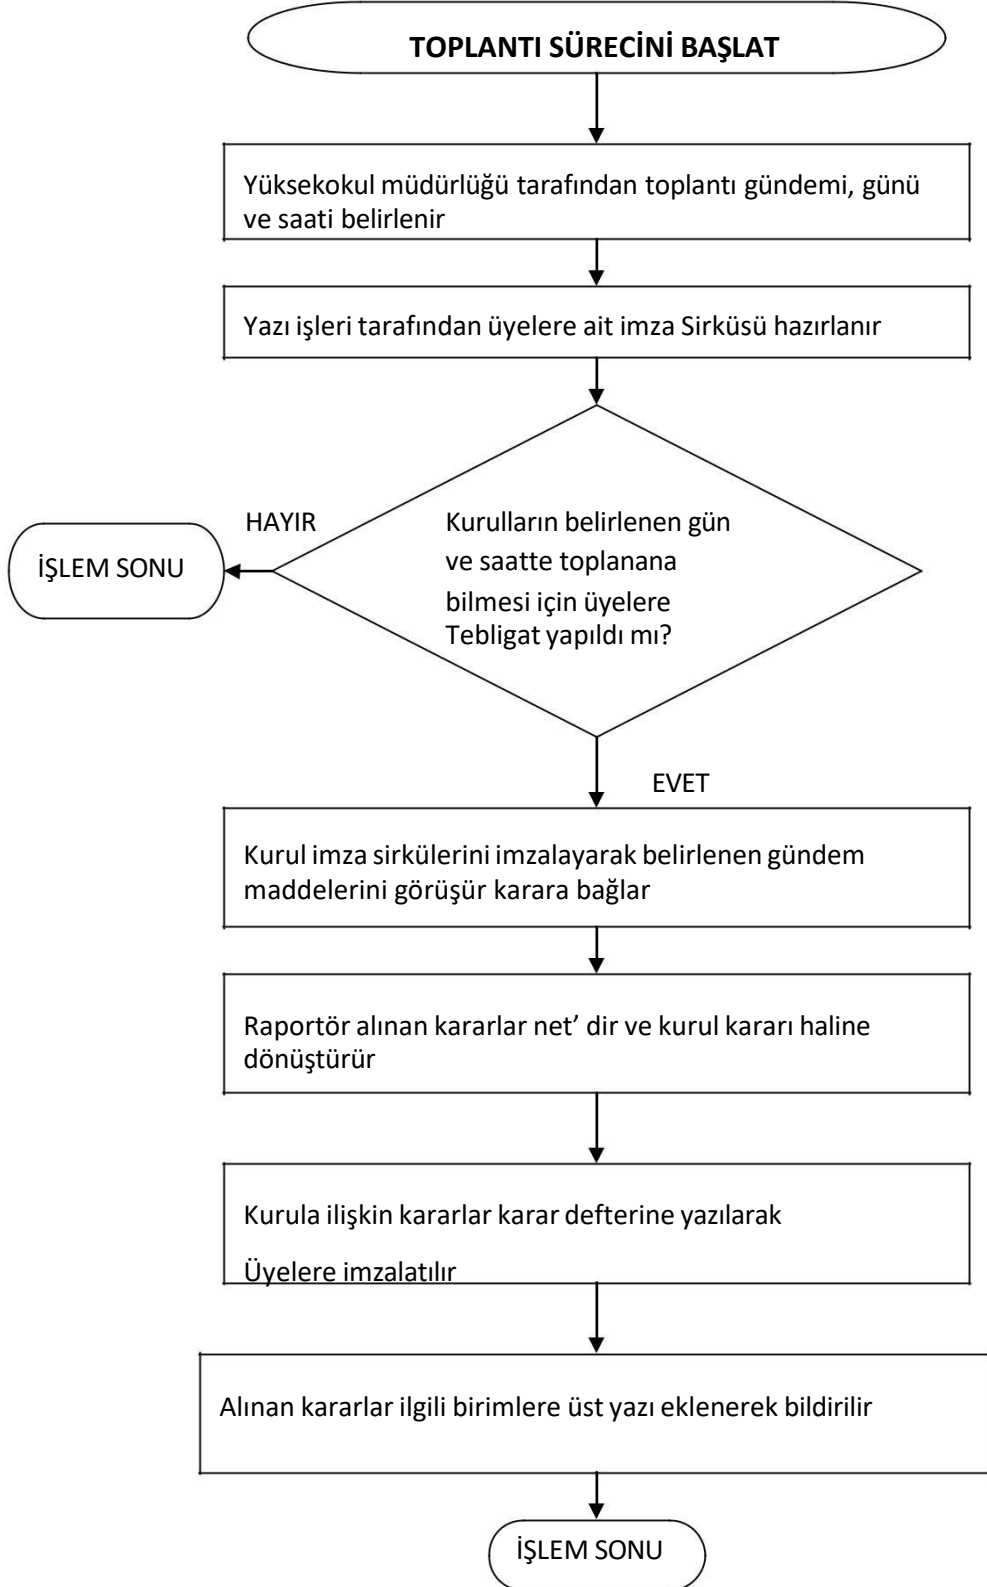 TOPLANTI SÜRECİNİ BAŞLAT
Yüksekokul müdürlüğü tarafından toplantı gündemi, günü
ve saati belirlenir
Yazı işleri tarafından üyelere ait imza Sirküsü hazırlanır
HAYIR
İŞLEM SONU
Kurulların belirlenen gün
ve saatte toplanana
bilmesi için üyelere
Tebligat yapıldı mı?
EVET
Kurul imza sirkülerini imzalayarak belirlenen gündem
maddelerini görüşür karara bağlar
Raportör alınan kararlar net’ dir ve kurul kararı haline
dönüştürür
Kurula ilişkin kararlar karar defterine yazılarak
Üyelere imzalatılır
Alınan kararlar ilgili birimlere üst yazı eklenerek bildirilir
İŞLEM SONU